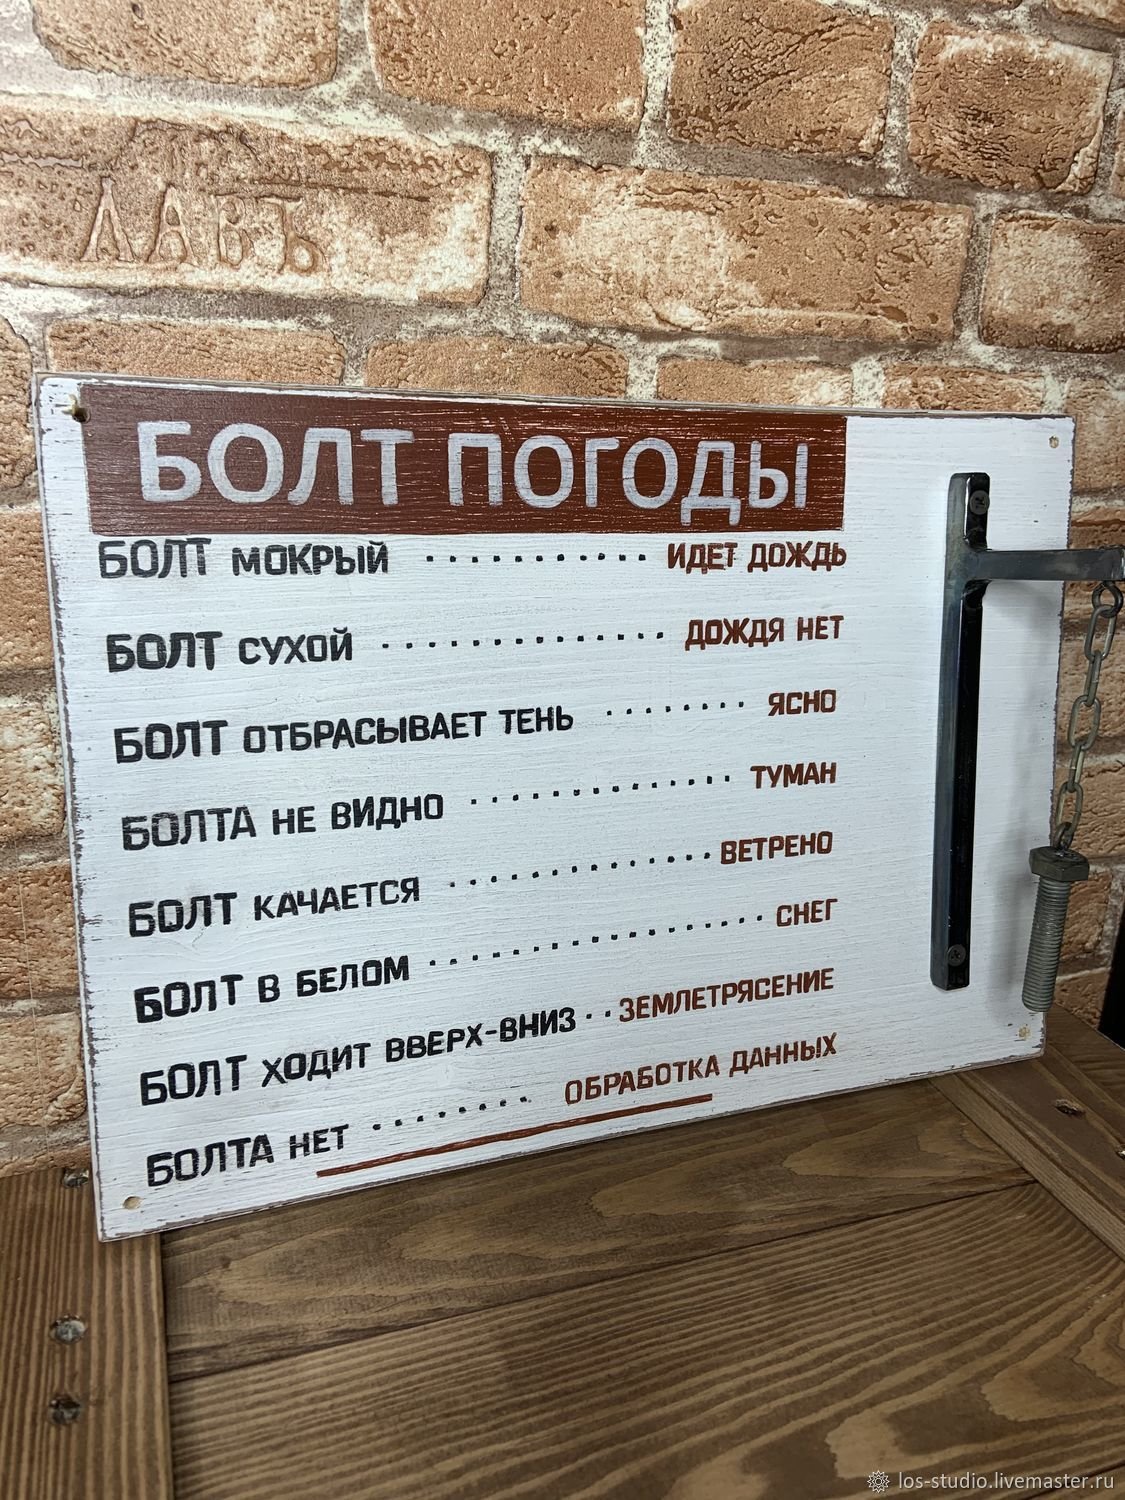 ЛАВЪ
БОЛТ ПОГОДЫ
БОЛТ МОКРЫЙ ............ ИДЕТ ДОЖДЬ
БОЛТ СУХОЙ ............... ДОЖДЯ НЕТ
БОЛТ ОТБРАСЫВАЕТ ТЕНЬ ........ ЯСНО
БОЛТА НЕ ВИДНО .............. ТУМАН
БОЛТ КАЧАЕТСЯ .............. ВЕТРЕНО
БОЛТ В БЕЛОМ .................. СНЕГ
БОЛТ ХОДИТ ВВЕРХ-ВНИЗ .. ЗЕМЛЕТРЯСЕНИЕ
БОЛТА НЕТ ........ ОБРАБОТКА ДАННЫХ
los-studio.livemaster.ru